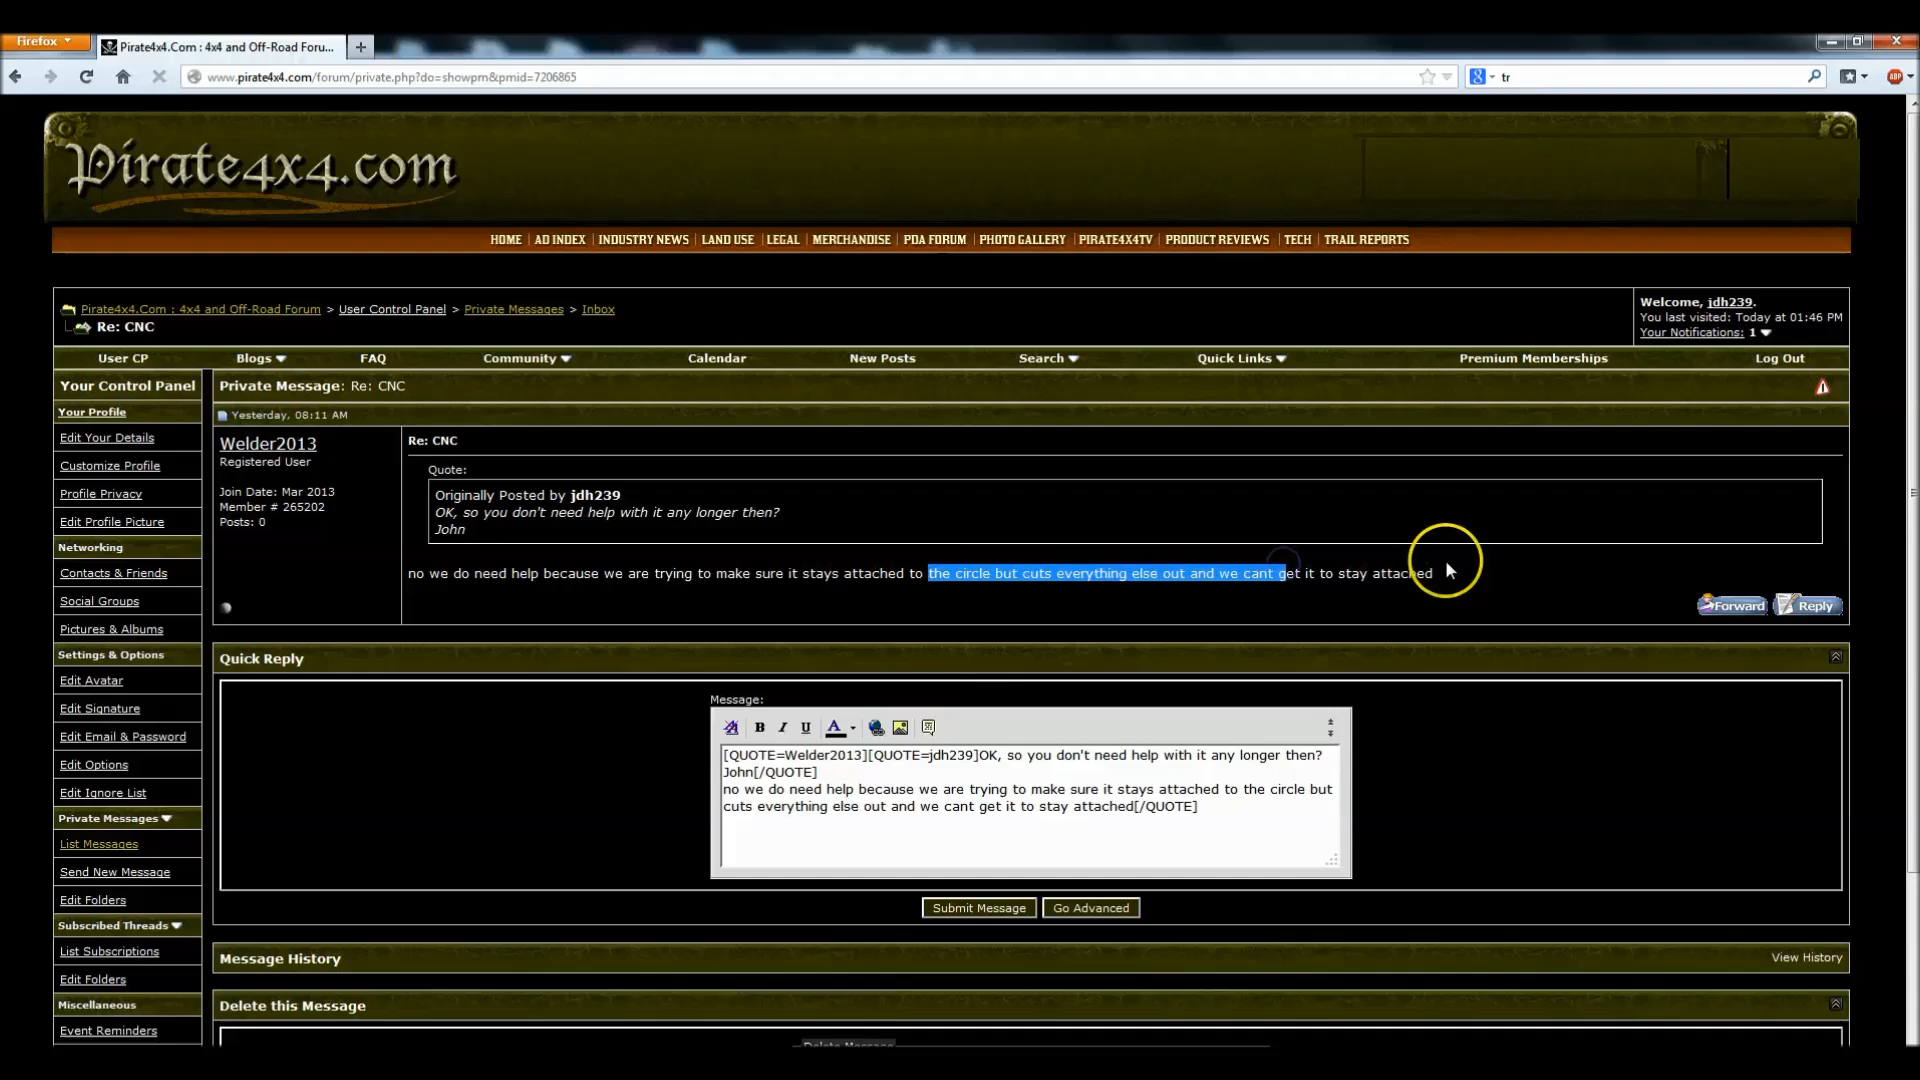 Firefox
Pirate4x4.Com : 4x4 and Off-Road Foru...
www.pirate4x4.com/forum/private.php?do=showpm&pmid=7206865
tr
ABP
Pirate4x4.com
HOME | AD INDEX | INDUSTRY NEWS | LAND USE | LEGAL | MERCHANDISE | PDA FORUM | PHOTO GALLERY | PIRATE4X4TV | PRODUCT REVIEWS | TECH | TRAIL REPORTS
Pirate4x4.Com : 4x4 and Off-Road Forum > User Control Panel > Private Messages > Inbox
Re: CNC
Welcome, jdh239.
You last visited: Today at 01:46 PM
Your Notifications: 1
User CP Blogs FAQ Community Calendar New Posts Search Quick Links Premium Memberships Log Out
Your Control Panel
Your Profile
Edit Your Details
Customize Profile
Profile Privacy
Edit Profile Picture
Networking
Contacts & Friends
Social Groups
Pictures & Albums
Settings & Options
Edit Avatar
Edit Signature
Edit Email & Password
Edit Options
Edit Ignore List
Private Messages
List Messages
Send New Message
Edit Folders
Subscribed Threads
List Subscriptions
Edit Folders
Miscellaneous
Event Reminders
Private Message: Re: CNC
Yesterday, 08:11 AM
Welder2013
Registered User
Join Date: Mar 2013
Member # 265202
Posts: 0
Re: CNC
Quote:
Originally Posted by jdh239
OK, so you don't need help with it any longer then?
John
no we do need help because we are trying to make sure it stays attached to the circle but cuts everything else out and we cant get it to stay attached
Forward Reply
Quick Reply
Message:
B I U A
[QUOTE=Welder2013][QUOTE=jdh239]OK, so you don't need help with it any longer then?
John[/QUOTE]
no we do need help because we are trying to make sure it stays attached to the circle but
cuts everything else out and we cant get it to stay attached[/QUOTE]
Submit Message Go Advanced
Message History
View History
Delete this Message
Delete Message